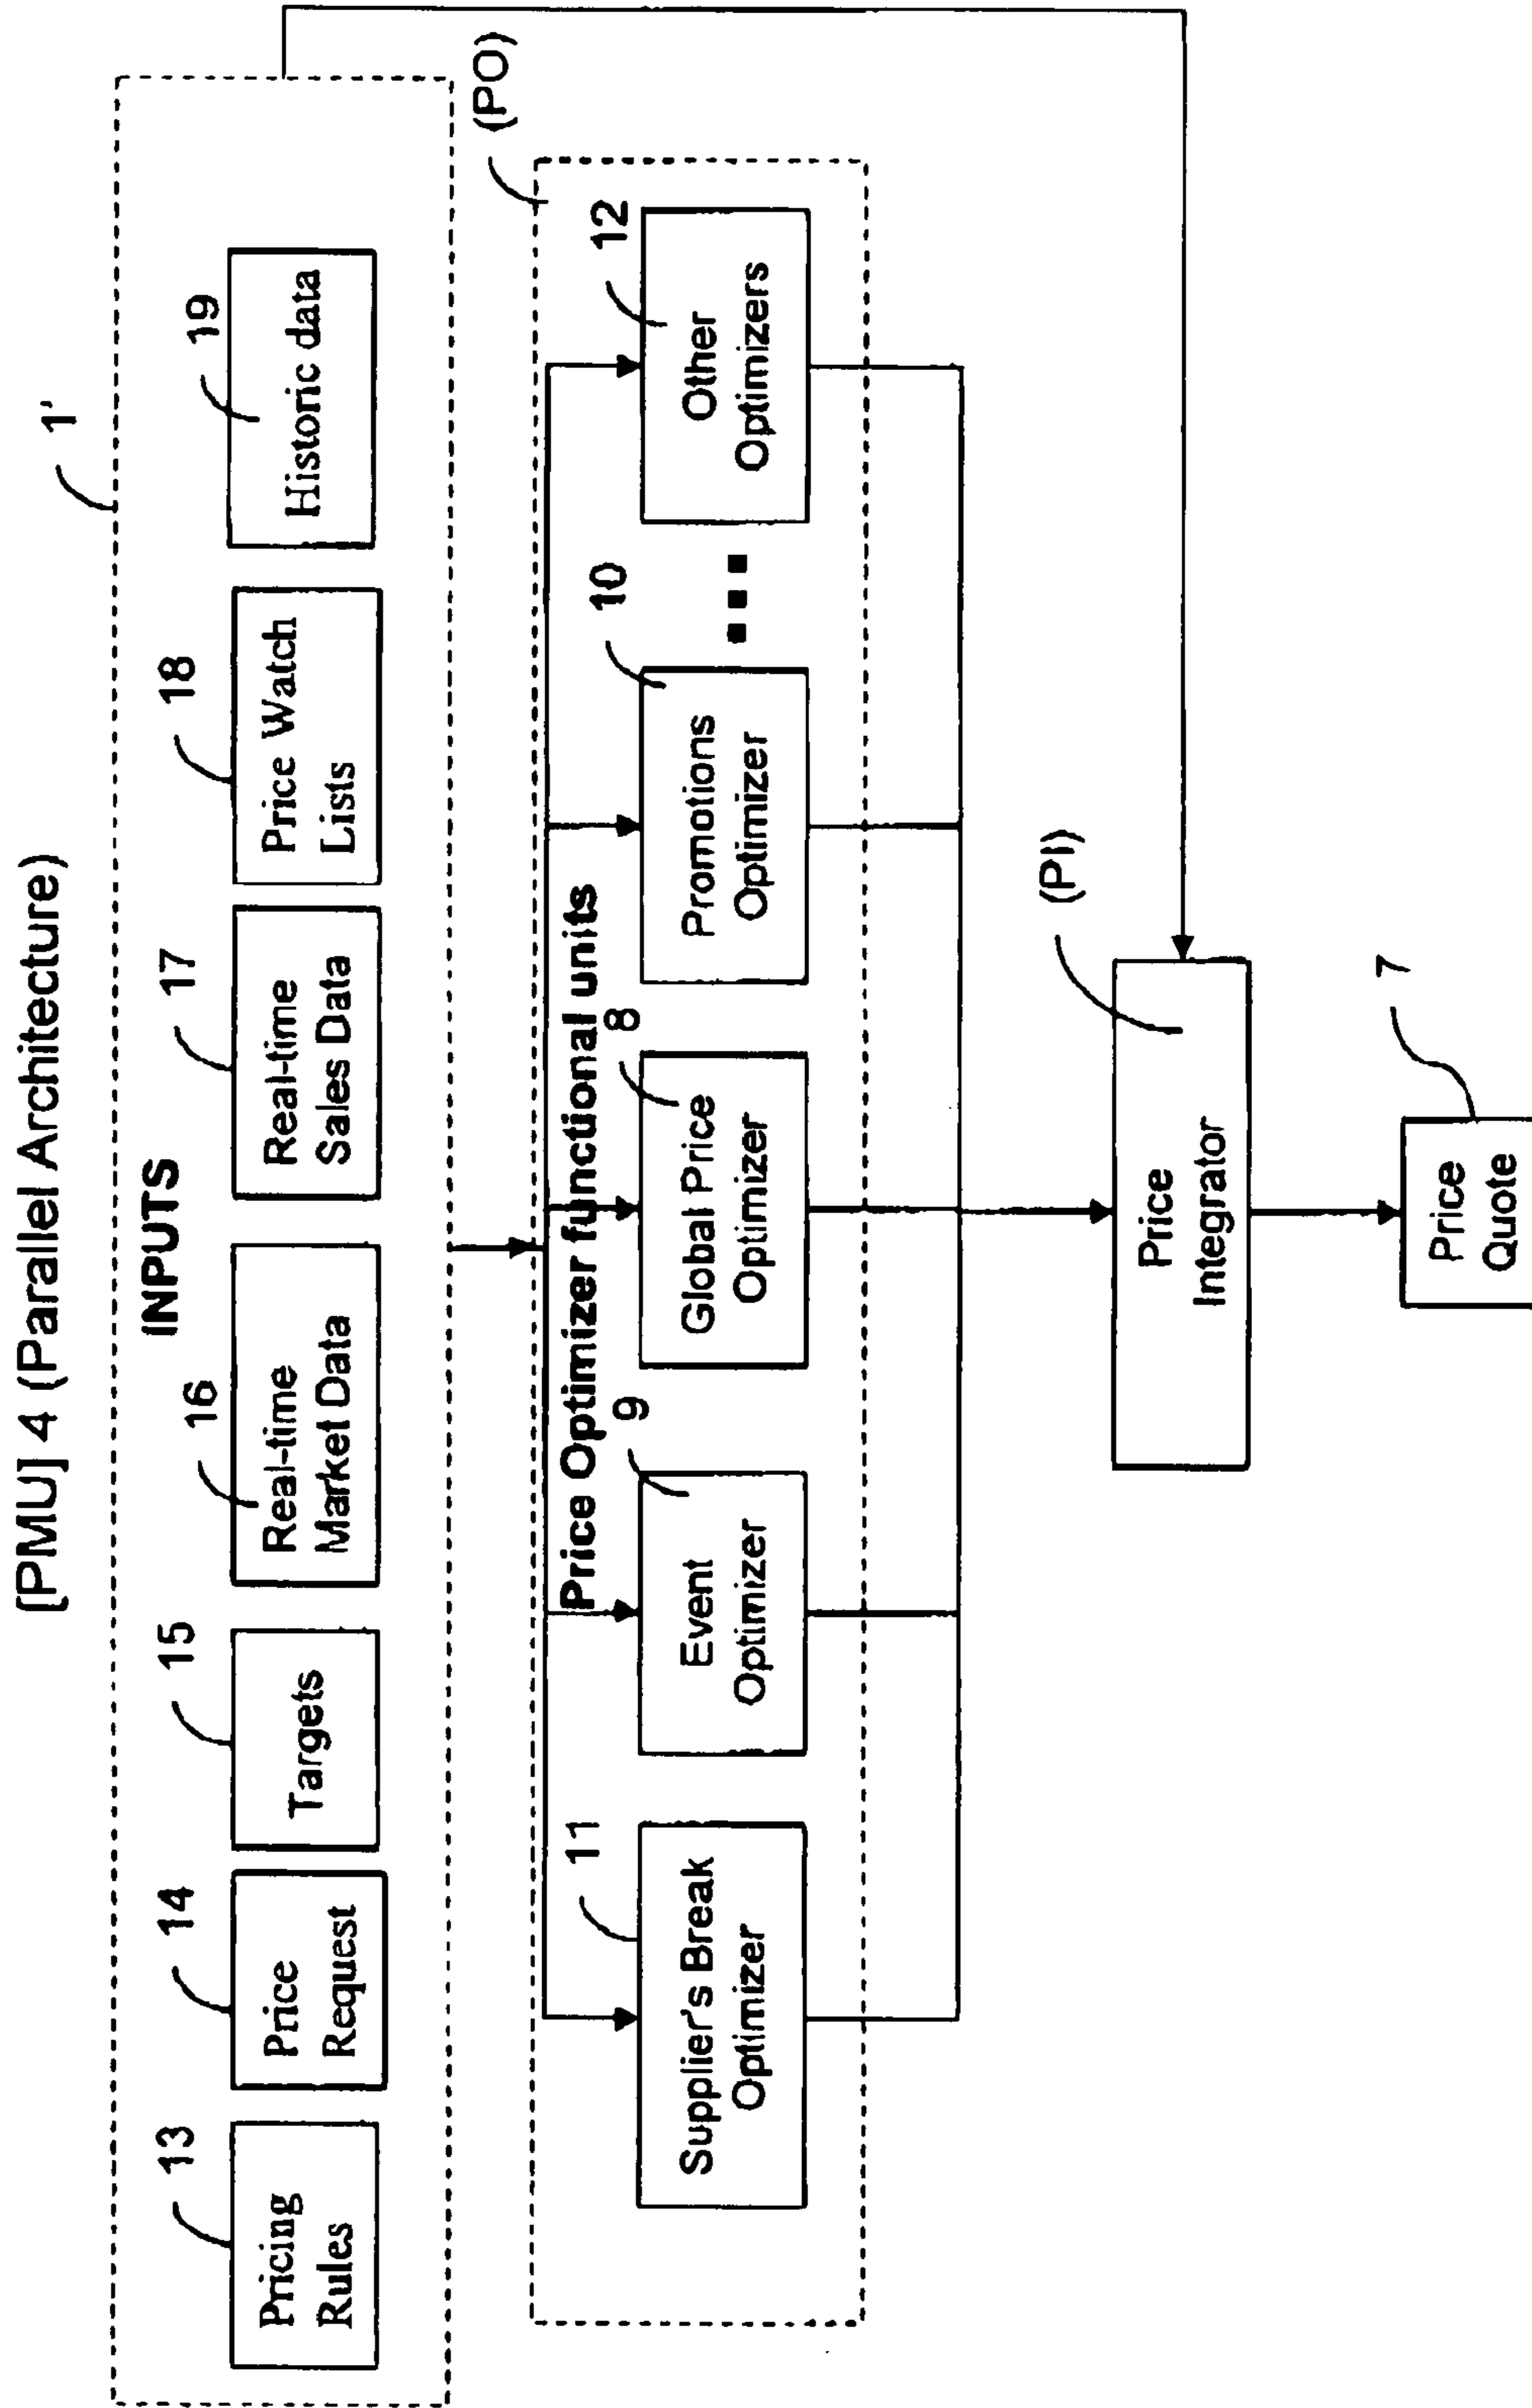 [PMU] 4 (Parallel Architecture)
1'
INPUTS
13
14
15
16
17
18
19
Pricing
Rules
Price
Request
Targets
Real-time
Market Data
Real-time
Sales Data
Price Watch
Lists
Historic data
(PO)
Price Optimizer functional units
11
9
8
10
12
Supplier's Break
Optimizer
Event
Optimizer
Global Price
Optimizer
Promotions
Optimizer
Other
Optimizers
(PI)
Price
Integrator
7
Price
Quote